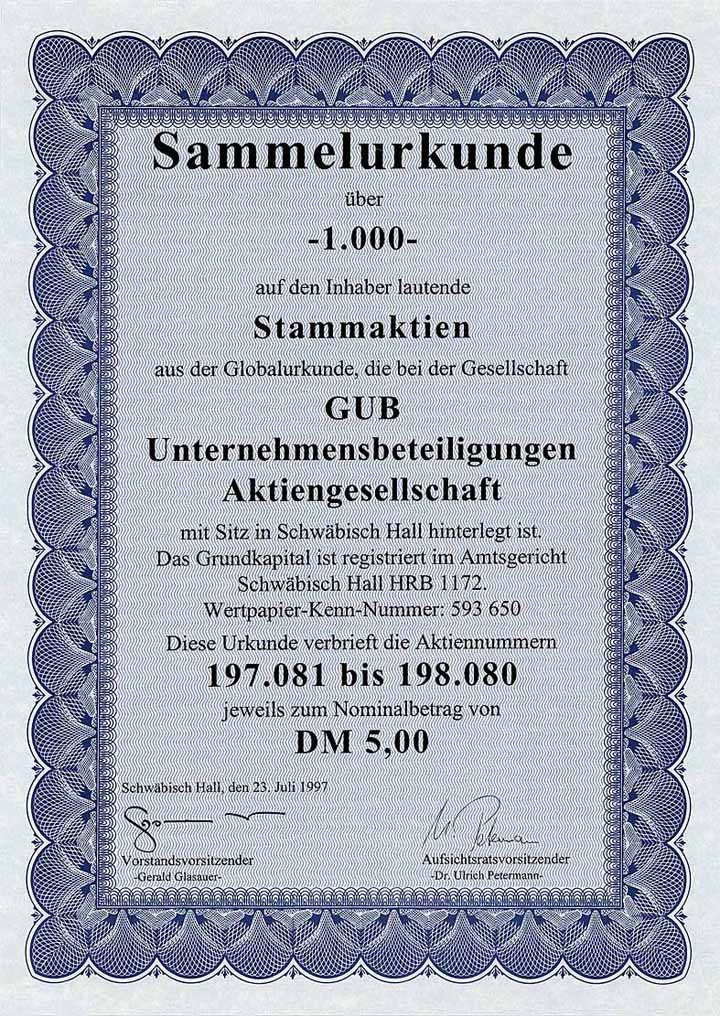 Sammelurkunde
über
-1.000-
auf den Inhaber lautende
Stammaktien
aus der Globalurkunde, die bei der Gesellschaft
GUB
Unternehmensbeteiligungen
Aktiengesellschaft
mit Sitz in Schwäbisch Hall hinterlegt ist.
Das Grundkapital ist registriert im Amtsgericht
Schwäbisch Hall HRB 1172.
Wertpapier-Kenn-Nummer: 593 650
Diese Urkunde verbrieft die Aktiennummern
197.081 bis 198.080
jeweils zum Nominalbetrag von
DM 5,00
Schwäbisch Hall, den 23. Juli 1997
Vorstandsvorsitzender
-Gerald Glasauer-
Aufsichtsratsvorsitzender
-Dr. Ulrich Petermann-